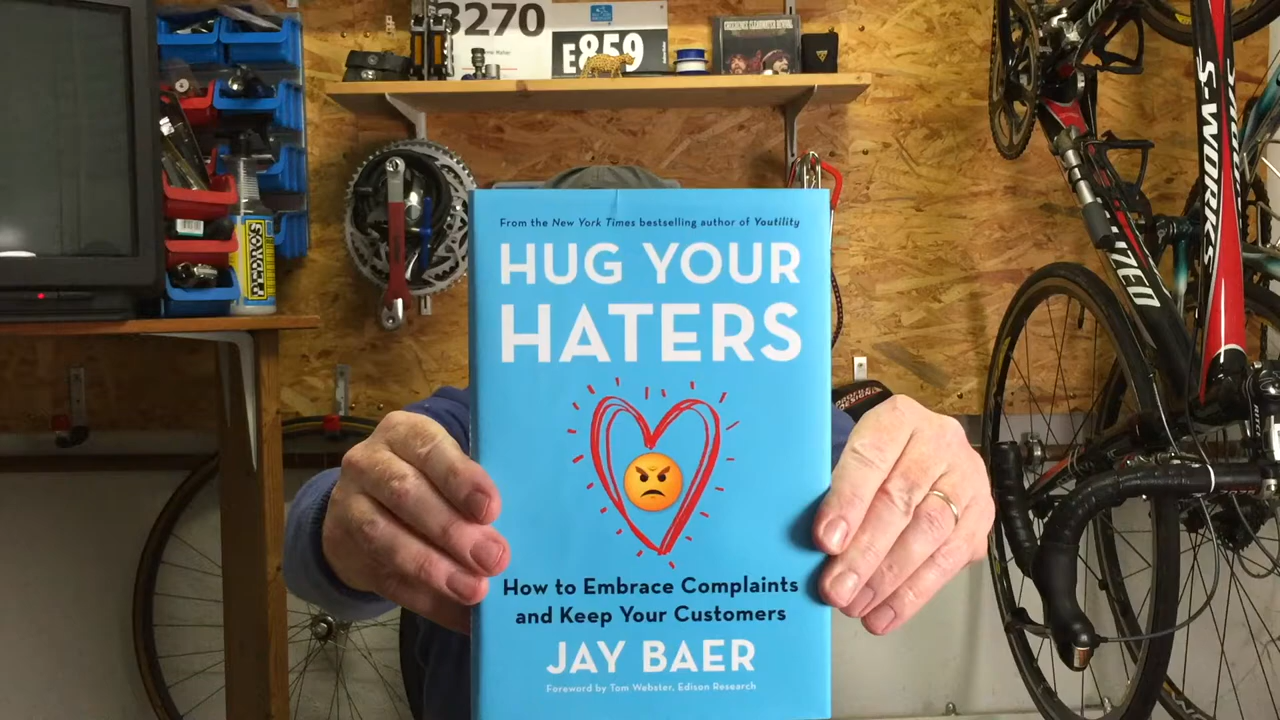 3270
E859
PEDROS
S-WORKS
From the New York Times bestselling author of Youtility
HUG YOUR
HATERS
How to Embrace Complaints
and Keep Your Customers
JAY BAER
Foreword by Tom Webster, Edison Research